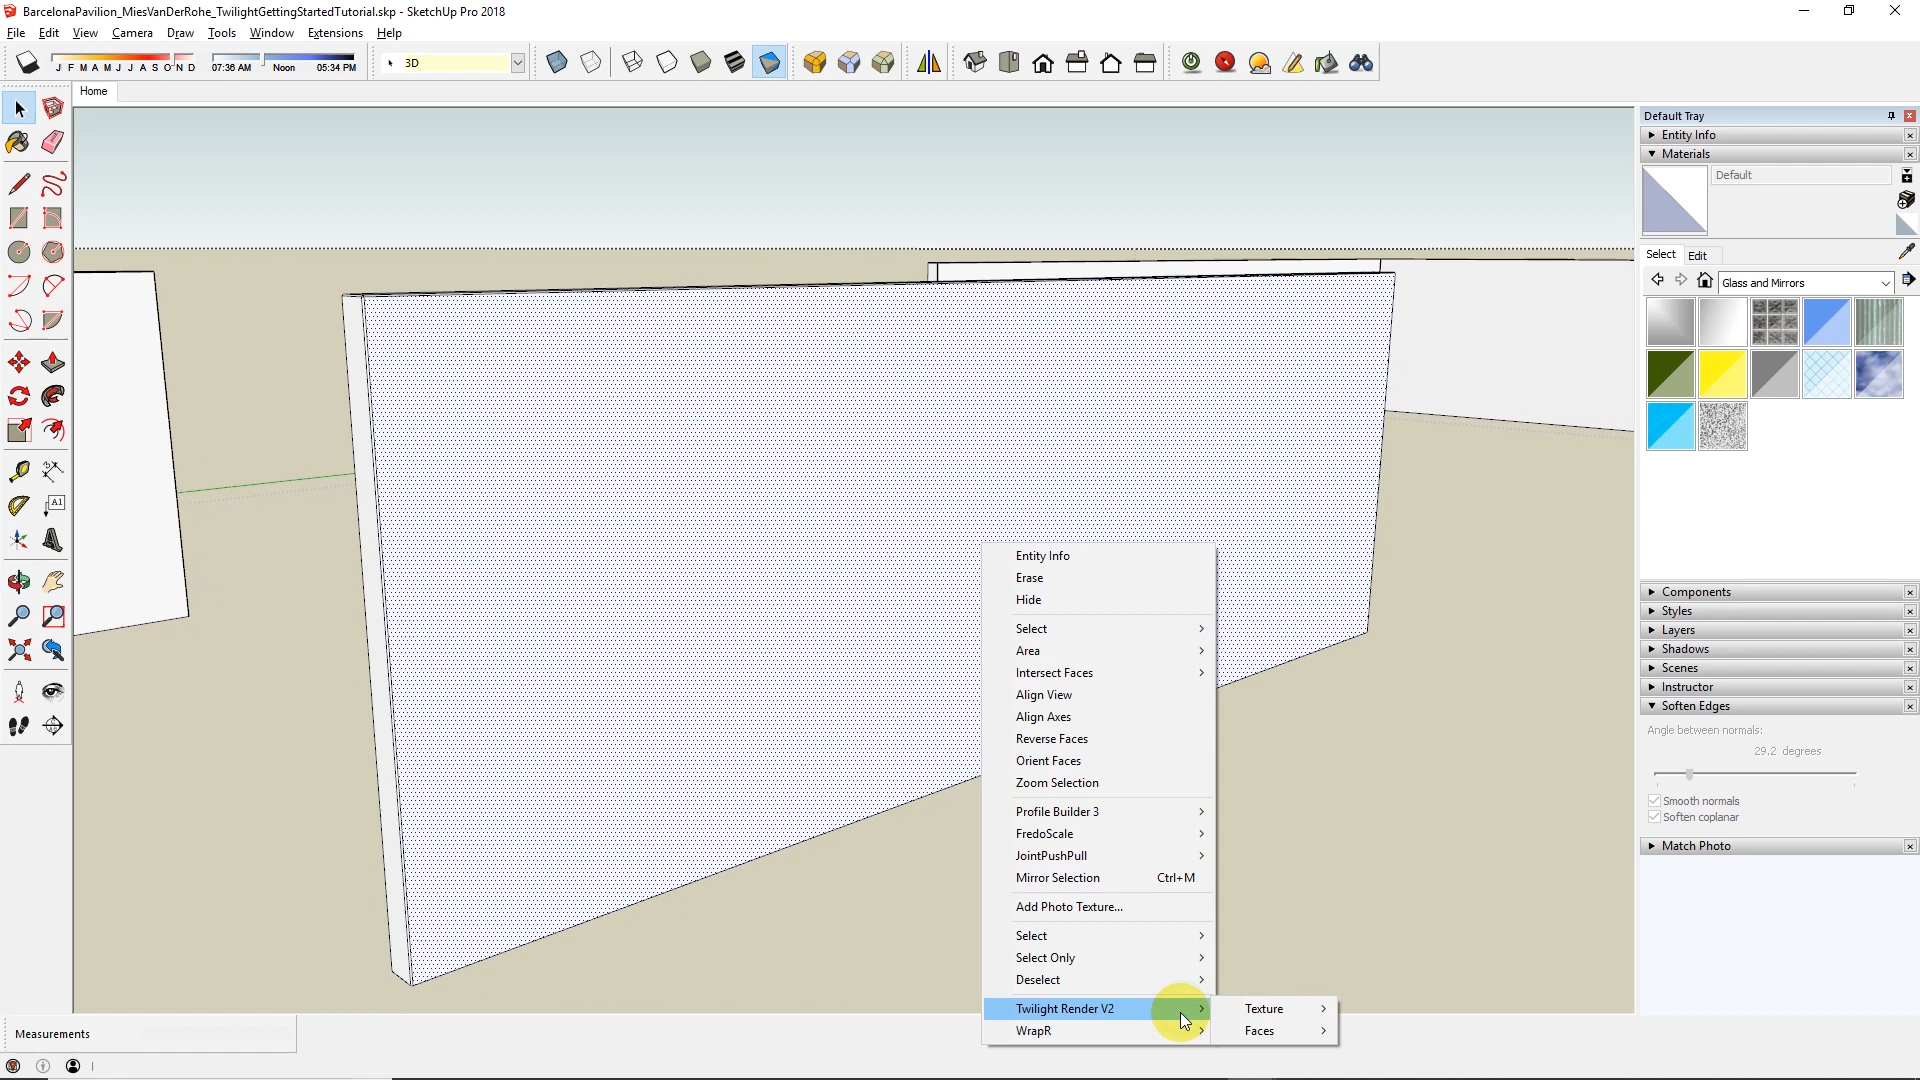 BarcelonaPavilion_MiesVanDerRohe_TwilightGettingStartedTutorial.skp - SketchUp Pro 2018
File Edit View Camera Draw Tools Window Extensions Help
J F M A M J J A S O N D 07:36 AM Noon 05:34 PM 3D
Home
A1
Default Tray
Entity Info
Materials
Default
Select Edit
Glass and Mirrors
Components
Styles
Layers
Shadows
Scenes
Instructor
Soften Edges
Angle between normals:
29.2 degrees
Smooth normals
Soften coplanar
Match Photo
Entity Info
Erase
Hide
Select
Area
Intersect Faces
Align View
Align Axes
Reverse Faces
Orient Faces
Zoom Selection
Profile Builder 3
FredoScale
JointPushPull
Mirror Selection Ctrl+M
Add Photo Texture...
Select
Select Only
Deselect
Twilight Render V2
WrapR
Texture
Faces
Measurements